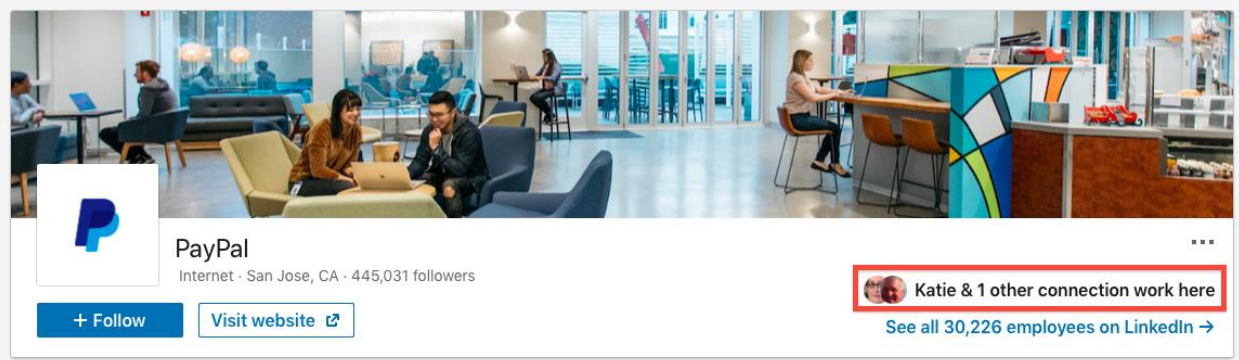 PayPal
Internet · San Jose, CA · 445,031 followers
Katie & 1 other connection work here
+ Follow
Visit website
See all 30,226 employees on LinkedIn →